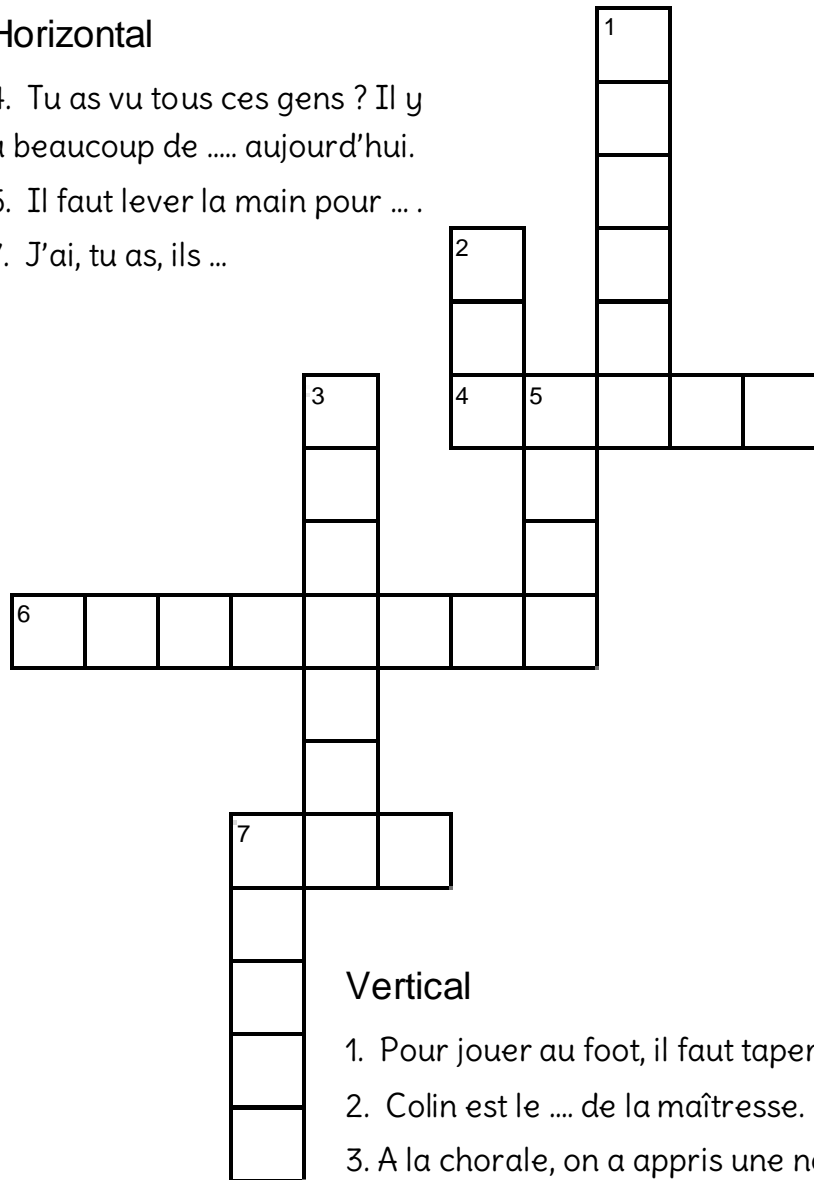 Horizontal
4. Tu as vu tous ces gens ? Il y
a beaucoup de ..... aujourd'hui.
6. Il faut lever la main pour ... .
7. J'ai, tu as, ils ...
1
2
3
4 5
6
7
Vertical
1. Pour jouer au foot, il faut taper
2. Colin est le .... de la maîtresse.
3. A la chorale, on a appris une